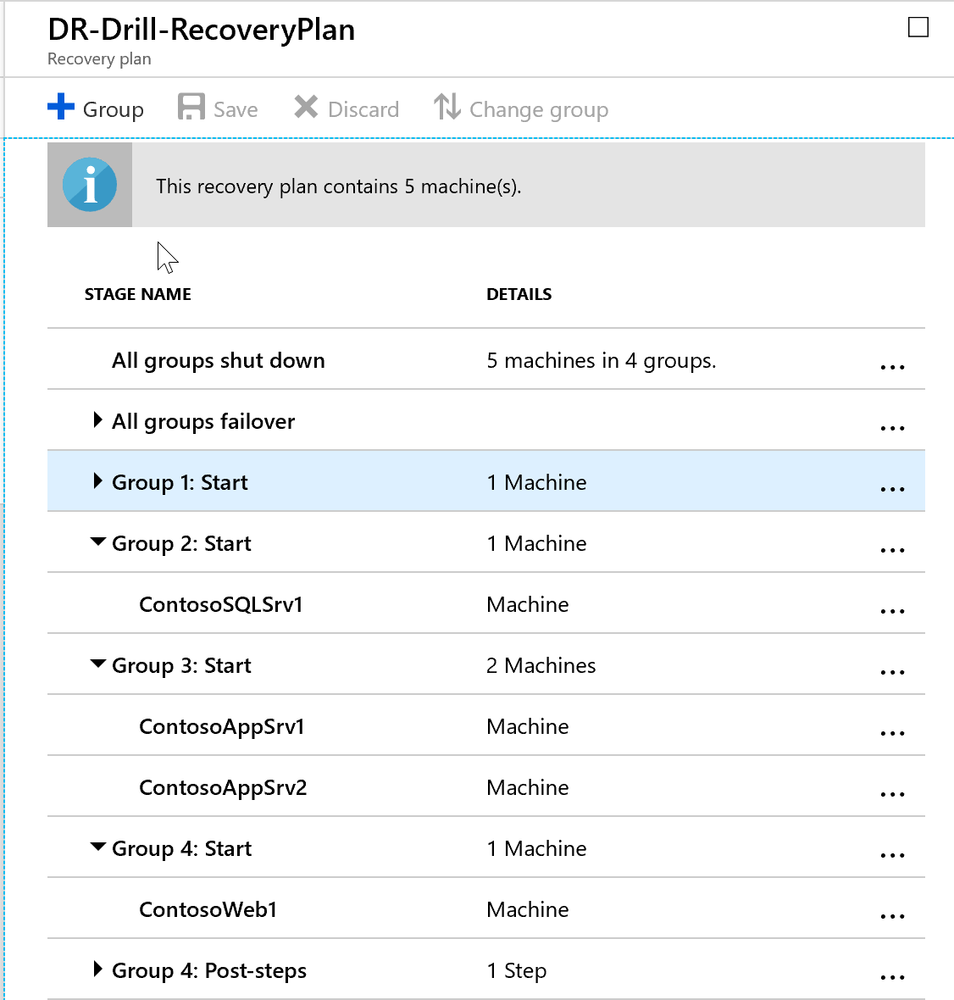 DR-Drill-RecoveryPlan
Recovery plan
Group Save Discard Change group
This recovery plan contains 5 machine(s).
STAGE NAME DETAILS
All groups shut down 5 machines in 4 groups. ...
All groups failover ...
Group 1: Start 1 Machine ...
Group 2: Start 1 Machine ...
ContosoSQLSrv1 Machine ...
Group 3: Start 2 Machines ...
ContosoAppSrv1 Machine ...
ContosoAppSrv2 Machine ...
Group 4: Start 1 Machine ...
ContosoWeb1 Machine ...
Group 4: Post-steps 1 Step ...